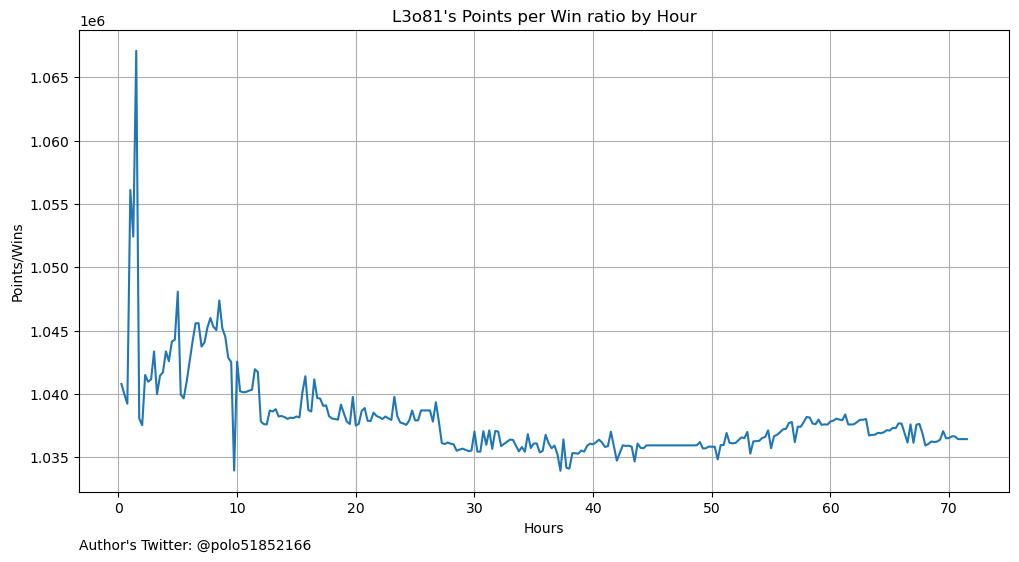 L3o81's Points per Win ratio by Hour
1e6
1.065
1.060
1.055
1.050
1.045
1.040
1.035
Points/Wins
0 10 20 30 40 50 60 70
Hours
Author's Twitter: @polo51852166